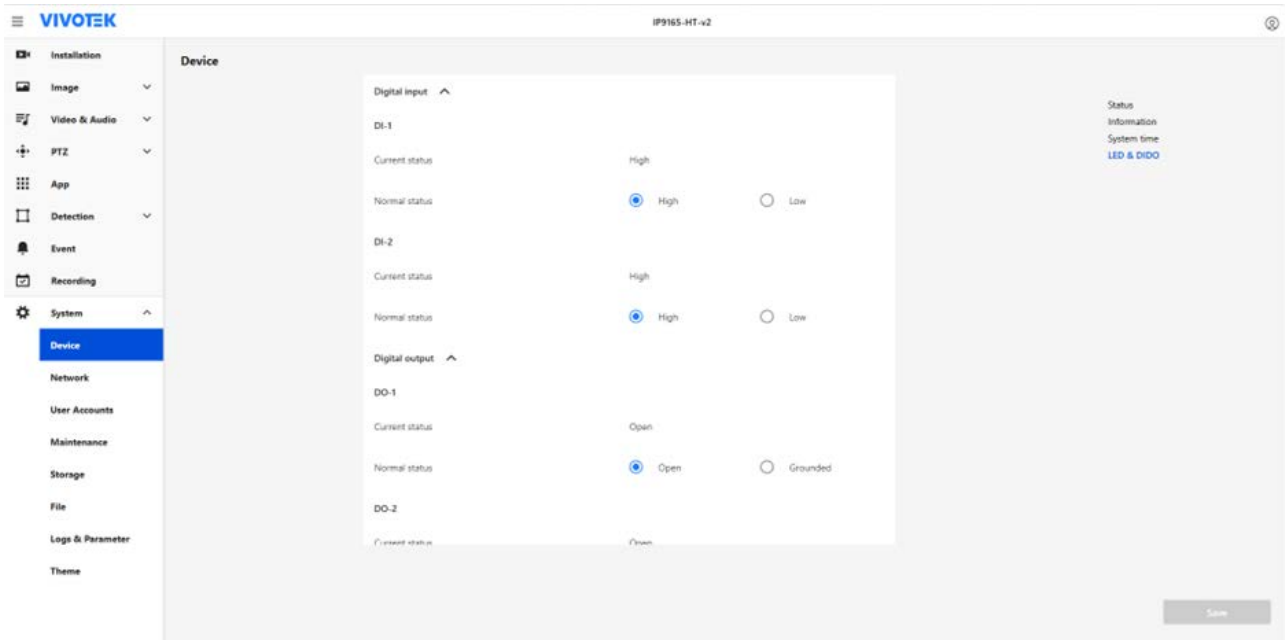 VIVOTEK
IP9165-HT-v2
Installation
Image
Video & Audio
PTZ
App
Detection
Event
Recording
System
Device
Network
User Accounts
Maintenance
Storage
File
Logs & Parameter
Theme
Device
Digital input
DI-1
Current status High
Normal status High Low
DI-2
Current status High
Normal status High Low
Digital output
DO-1
Current status Open
Normal status Open Grounded
DO-2
Current status Open
Status
Information
System time
LED & DIDO
Save